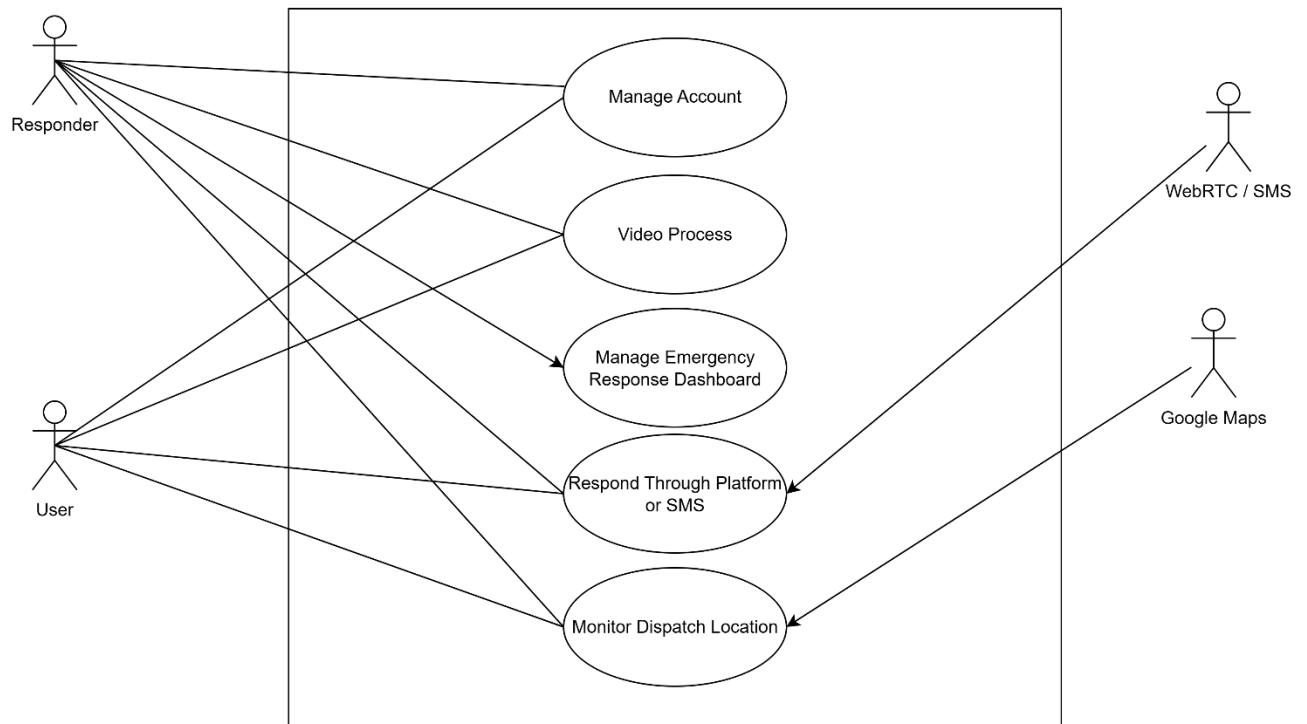 Responder
Manage Account
WebRTC / SMS
Video Process
Manage Emergency
Response Dashboard
Google Maps
User
Respond Through Platform
or SMS
Monitor Dispatch Location